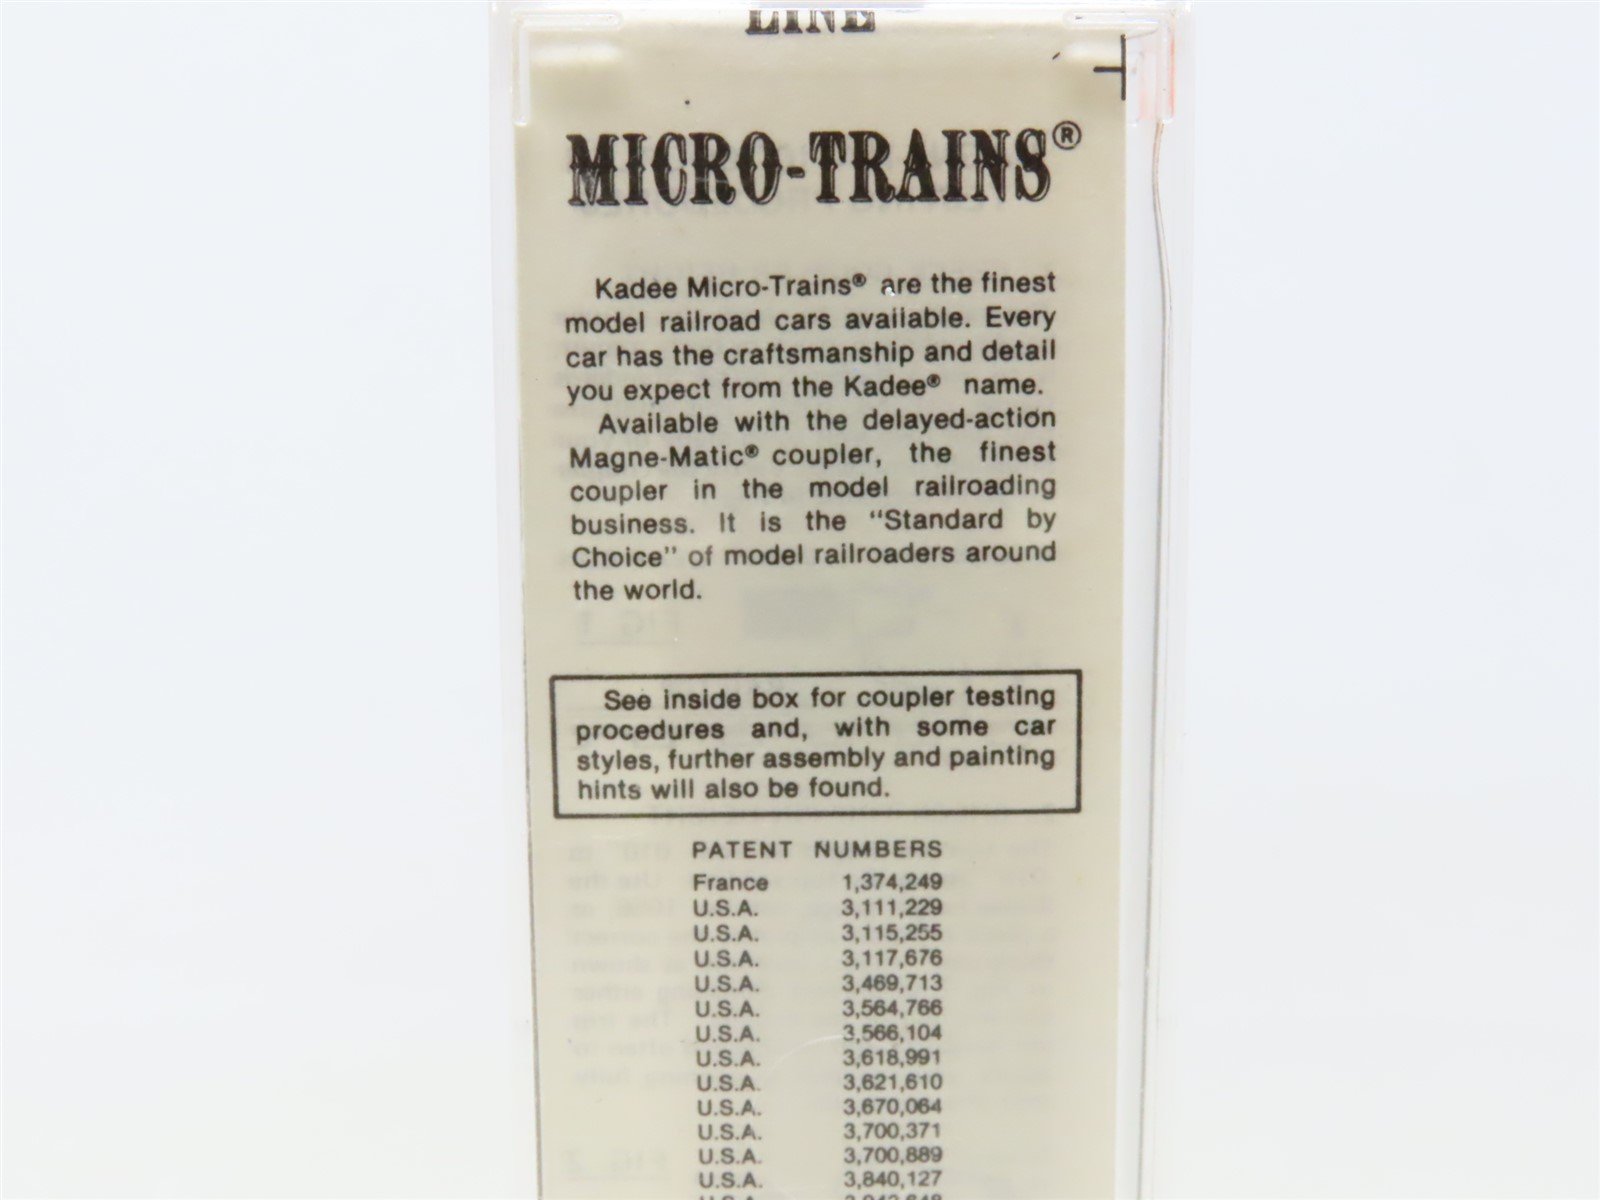 LINE
MICRO-TRAINS®
Kadee Micro-Trains® are the finest
model railroad cars available. Every
car has the craftsmanship and detail
you expect from the Kadee® name.
Available with the delayed-action
Magne-Matic® coupler, the finest
coupler in the model railroading
business. It is the “Standard by
Choice” of model railroaders around
the world.
See inside box for coupler testing
procedures and, with some car
styles, further assembly and painting
hints will also be found.
PATENT NUMBERS
France 1,374,249
U.S.A. 3,111,229
U.S.A. 3,115,255
U.S.A. 3,117,676
U.S.A. 3,469,713
U.S.A. 3,564,766
U.S.A. 3,566,104
U.S.A. 3,618,991
U.S.A. 3,621,610
U.S.A. 3,670,064
U.S.A. 3,700,371
U.S.A. 3,700,889
U.S.A. 3,840,127